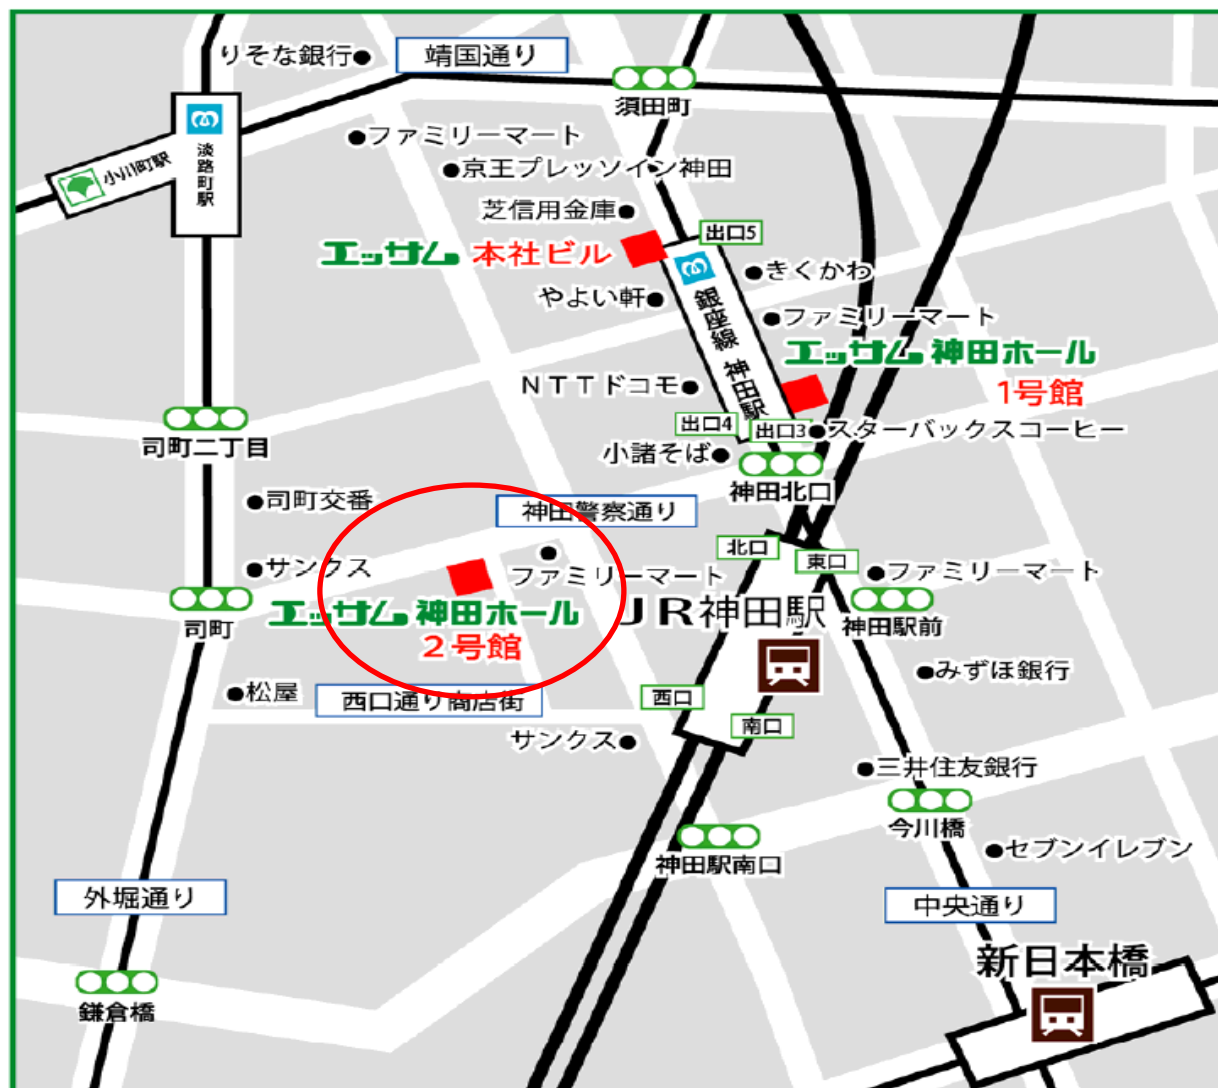 りそな銀行
靖国通り
須田町
ファミリーマート
小川町駅
淡路町駅
京王プレッソイン神田
芝信用金庫
出口5
エッサム 本社ビル
きくかわ
やよい軒
銀座線 神田駅
ファミリーマート
エッサム 神田ホール
1号館
NTTドコモ
出口4
出口3
スターバックスコーヒー
司町二丁目
小諸そば
神田北口
司町交番
神田警察通り
北口
東口
サンクス
ファミリーマート
ファミリーマート
エッサム 神田ホール
2号館
JR神田駅
司町
神田駅前
みずほ銀行
松屋
西口通り商店街
西口
南口
サンクス
三井住友銀行
今川橋
神田駅南口
セブンイレブン
外堀通り
中央通り
新日本橋
鎌倉橋